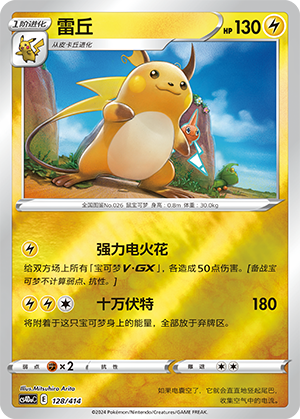 1阶进化
雷丘
HP 130
从皮卡丘进化
全国图鉴No.026 鼠宝可梦 身高：0.8m 体重：30.0kg
强力电火花
给双方场上所有「宝可梦V·GX」，各造成50点伤害。[备战宝
可梦不计算弱点、抗性。]
十万伏特 180
将附着于这只宝可梦身上的能量，全部放于弃牌区。
弱点 ×2 抗性 撤退
Illus. Mitsuhiro Arita
E 128/414
如果电囊空了，它就会直直地竖起尾巴，
收集空气中的电流。
©2024 Pokémon/Nintendo/Creatures/GAME FREAK.